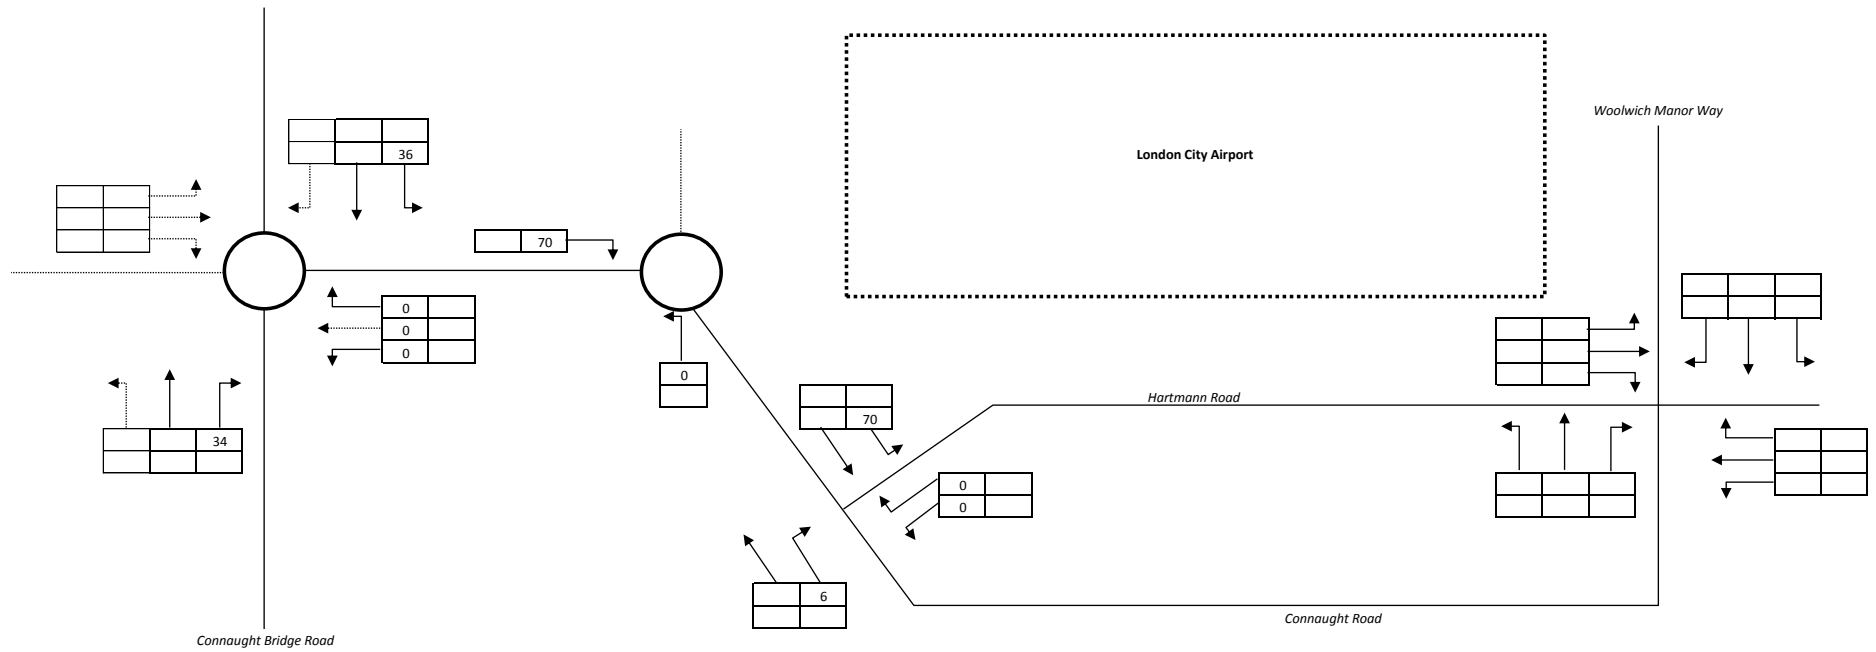 Woolwich Manor Way
London City Airport
36
70
0
0
0
0
34
70
Hartmann Road
0
0
6
Connaught Road
Connaught Bridge Road